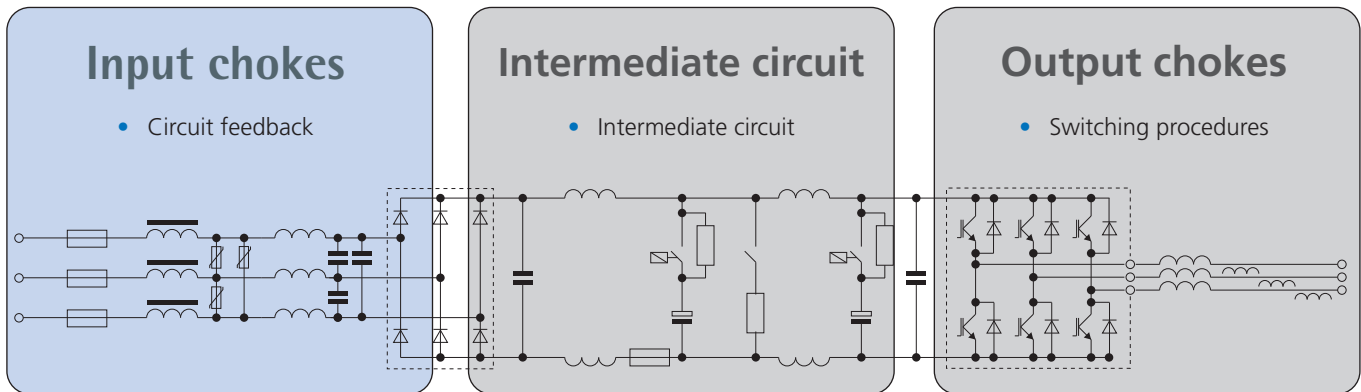 Input chokes
• Circuit feedback
Intermediate circuit
• Intermediate circuit
Output chokes
• Switching procedures